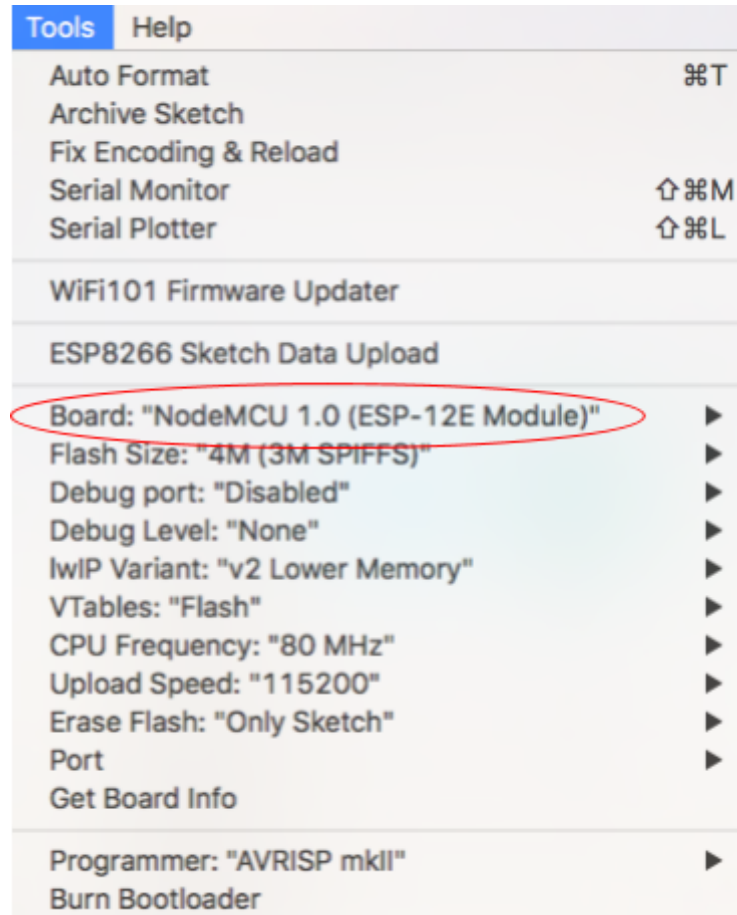 Tools Help
Auto Format ⌘T
Archive Sketch
Fix Encoding & Reload
Serial Monitor ⇧⌘M
Serial Plotter ⇧⌘L
WiFi101 Firmware Updater
ESP8266 Sketch Data Upload
Board: "NodeMCU 1.0 (ESP-12E Module)"
Flash Size: "4M (3M SPIFFS)"
Debug port: "Disabled"
Debug Level: "None"
lwIP Variant: "v2 Lower Memory"
VTables: "Flash"
CPU Frequency: "80 MHz"
Upload Speed: "115200"
Erase Flash: "Only Sketch"
Port
Get Board Info
Programmer: "AVRISP mkII"
Burn Bootloader